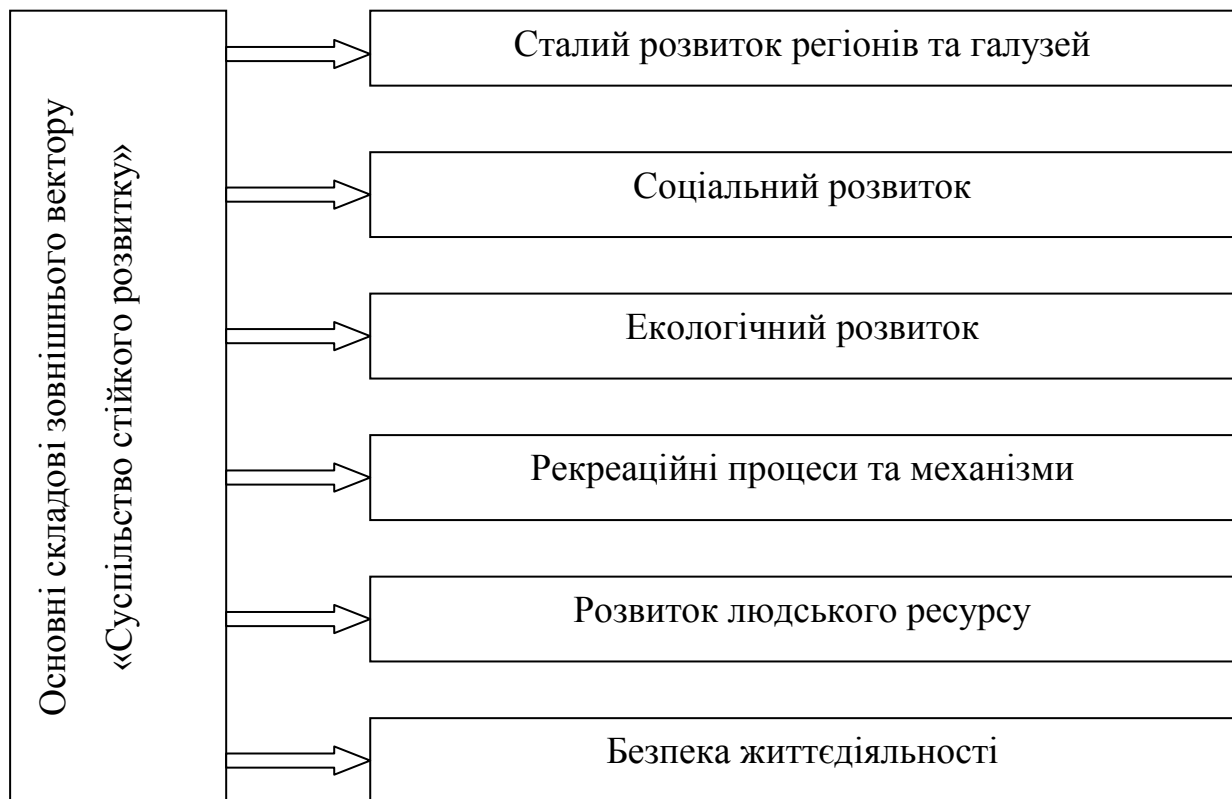 Основні складові зовнішнього вектору
«Суспільство стійкого розвитку»
Сталий розвиток регіонів та галузей
Соціальний розвиток
Екологічний розвиток
Рекреаційні процеси та механізми
Розвиток людського ресурсу
Безпека життєдіяльності